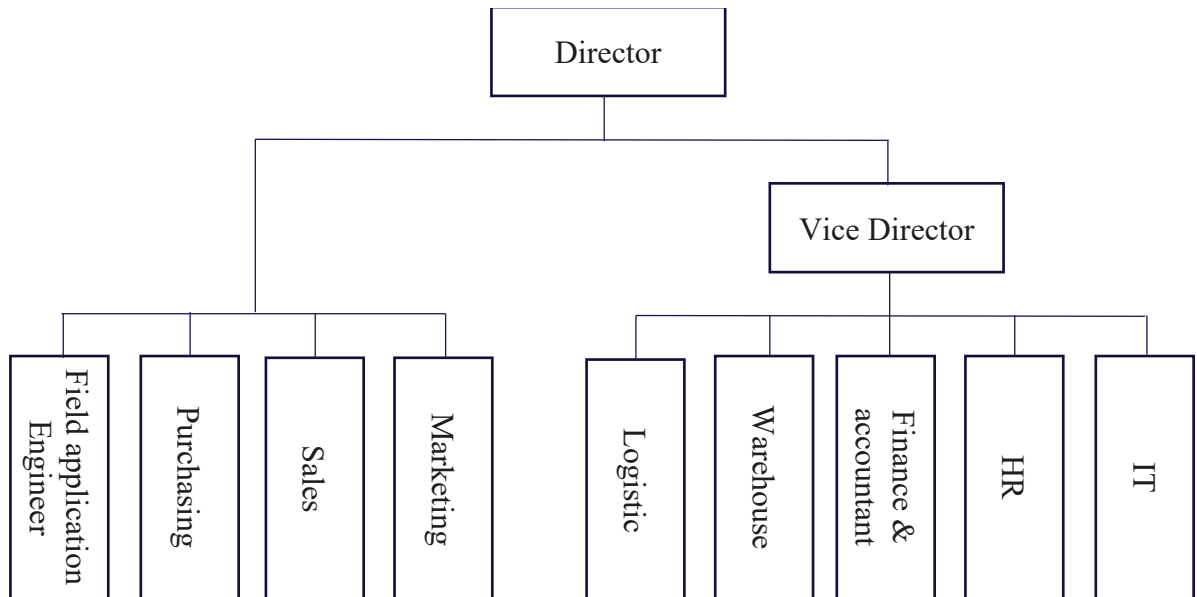 Director
Vice Director
Field application
Engineer
Purchasing
Sales
Marketing
Logistic
Warehouse
Finance &
accountant
HR
IT